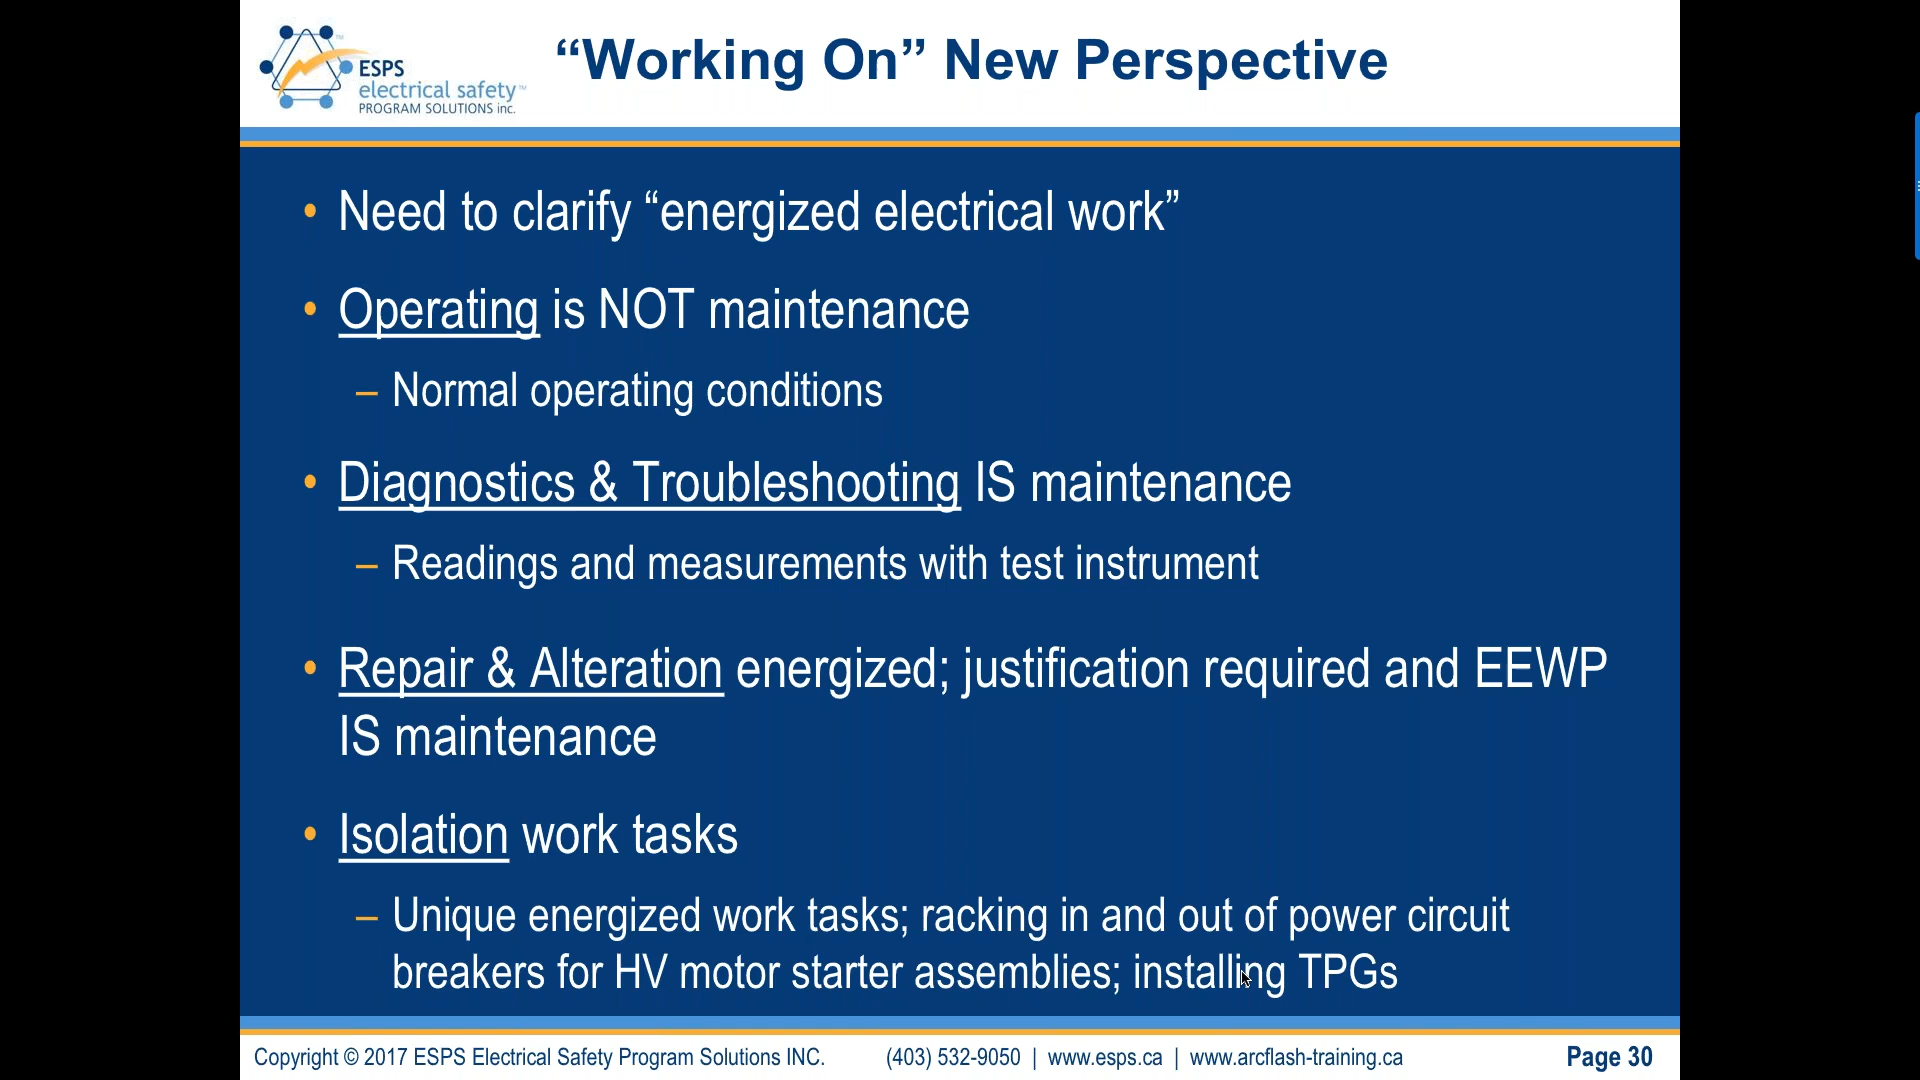 “Working On” New Perspective
ESPS
electrical safety™
PROGRAM SOLUTIONS inc.
• Need to clarify “energized electrical work”
• Operating is NOT maintenance
– Normal operating conditions
• Diagnostics & Troubleshooting IS maintenance
– Readings and measurements with test instrument
• Repair & Alteration energized; justification required and EEWP
IS maintenance
• Isolation work tasks
– Unique energized work tasks; racking in and out of power circuit
breakers for HV motor starter assemblies; installing TPGs
Copyright © 2017 ESPS Electrical Safety Program Solutions INC. (403) 532-9050 | www.esps.ca | www.arcflash-training.ca Page 30